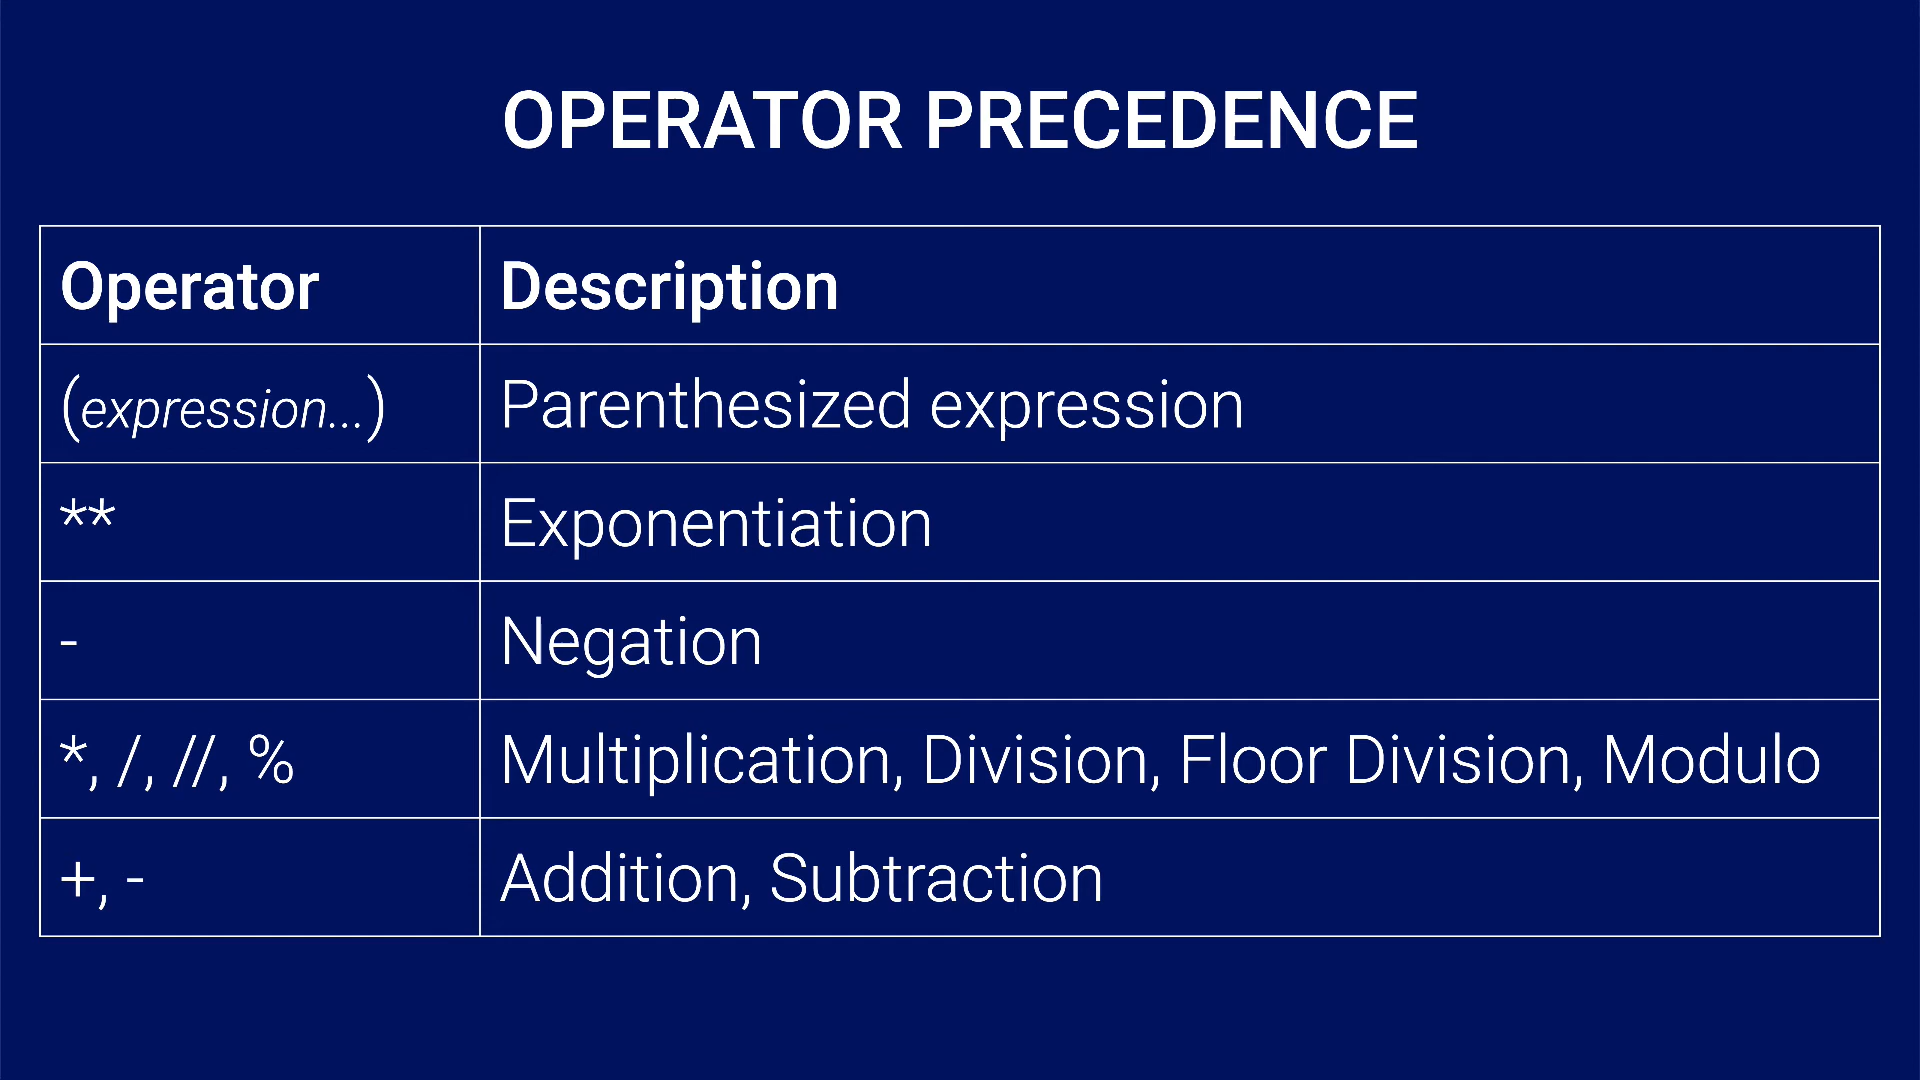 OPERATOR PRECEDENCE
Operator Description
(expression...) Parenthesized expression
** Exponentiation
- Negation
*, /, //, % Multiplication, Division, Floor Division, Modulo
+, - Addition, Subtraction